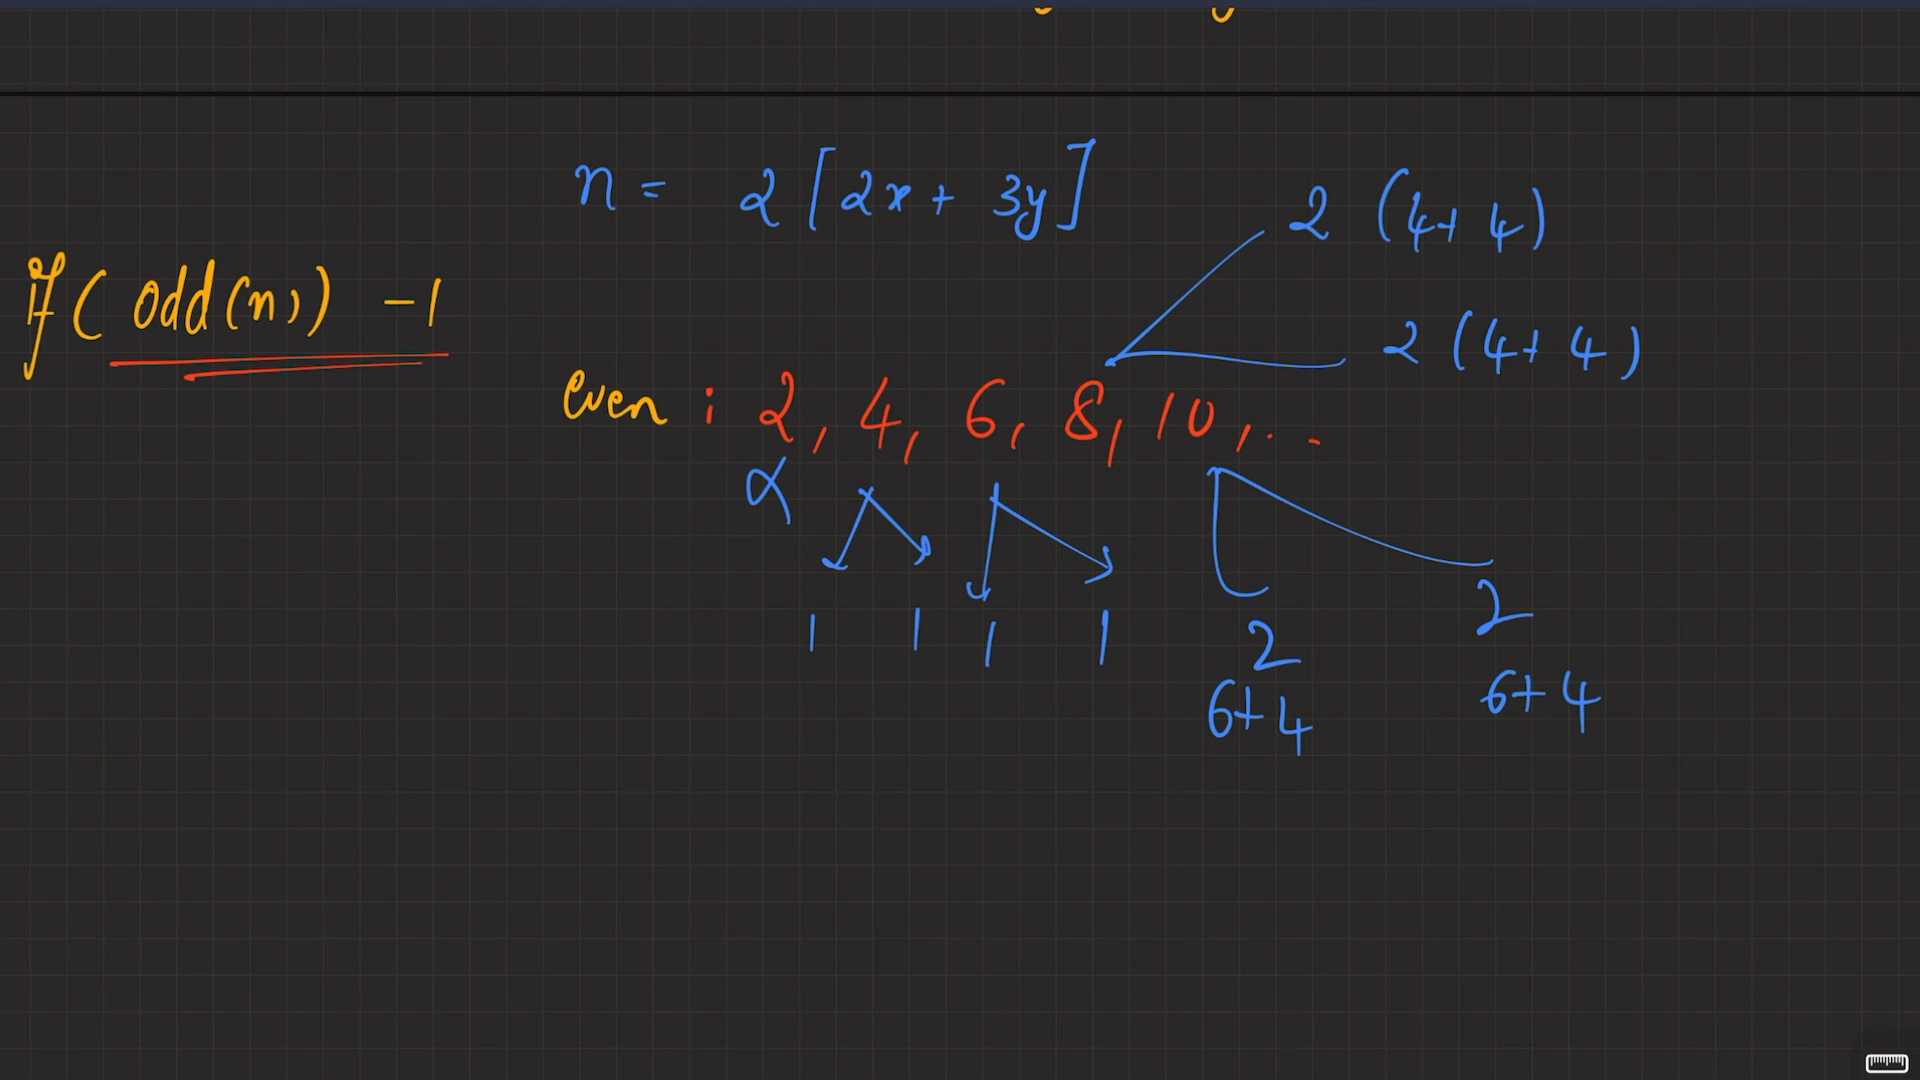 n = 2 [2x + 3y]
2 (4+ 4)
if ( odd(n)) -1
2 (4+ 4)
even : 2, 4, 6, 8, 10, ..
1 1 1 1
2 2
6+4 6+4